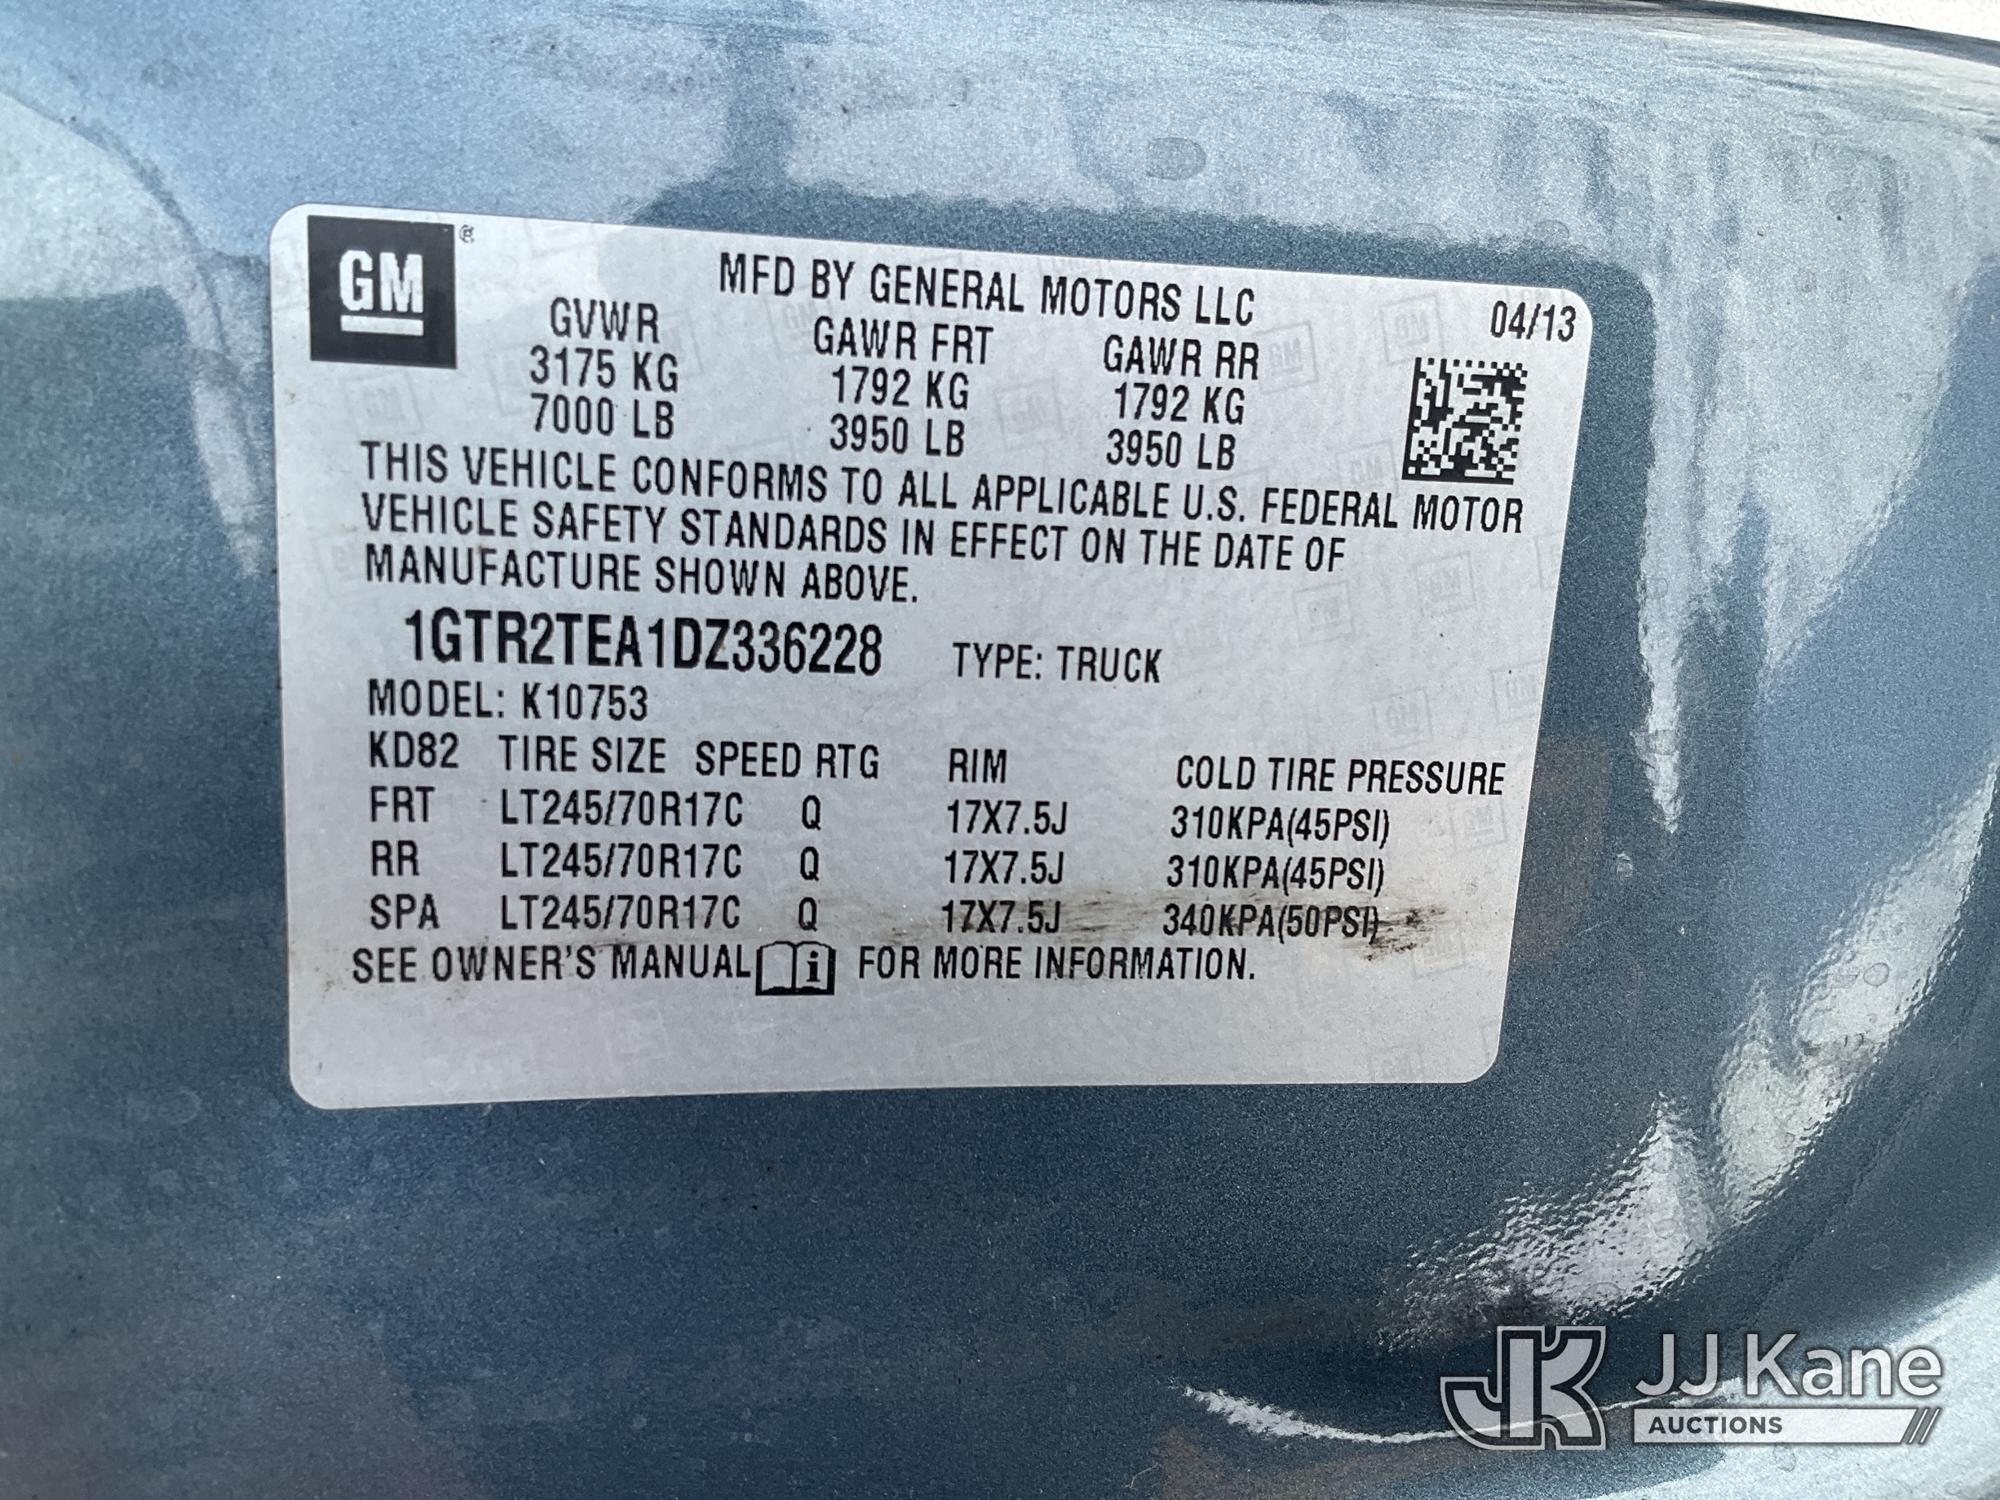 GM ®
MFD BY GENERAL MOTORS LLC
04/13
GVWR GAWR FRT GAWR RR
3175 KG 1792 KG 1792 KG
7000 LB 3950 LB 3950 LB
THIS VEHICLE CONFORMS TO ALL APPLICABLE U.S. FEDERAL MOTOR
VEHICLE SAFETY STANDARDS IN EFFECT ON THE DATE OF
MANUFACTURE SHOWN ABOVE.
1GTR2TEA1DZ336228 TYPE: TRUCK
MODEL: K10753
KD82 TIRE SIZE SPEED RTG RIM COLD TIRE PRESSURE
FRT LT245/70R17C Q 17X7.5J 310KPA(45PSI)
RR LT245/70R17C Q 17X7.5J 310KPA(45PSI)
SPA LT245/70R17C Q 17X7.5J 340KPA(50PSI)
SEE OWNER'S MANUAL i FOR MORE INFORMATION.
JK JJ Kane
AUCTIONS